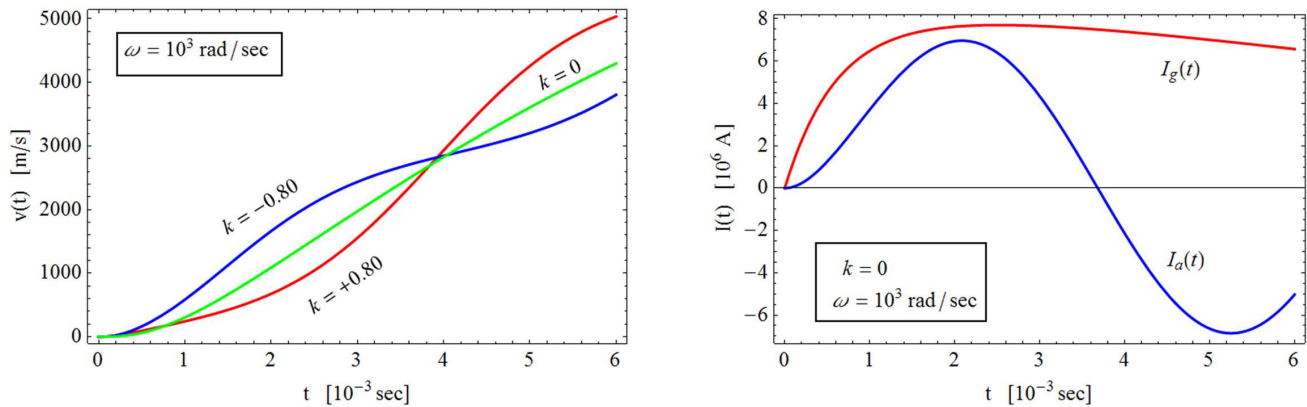 5000
4000
3000
2000
1000
0
v(t) [m/s]
ω = 10³ rad / sec
k = 0
k = −0.80
k = +0.80
0 1 2 3 4 5 6
t [10⁻³ sec]
8
6
4
2
0
−2
−4
−6
I(t) [10⁶ A]
I_g(t)
I_a(t)
k = 0
ω = 10³ rad / sec
0 1 2 3 4 5 6
t [10⁻³ sec]